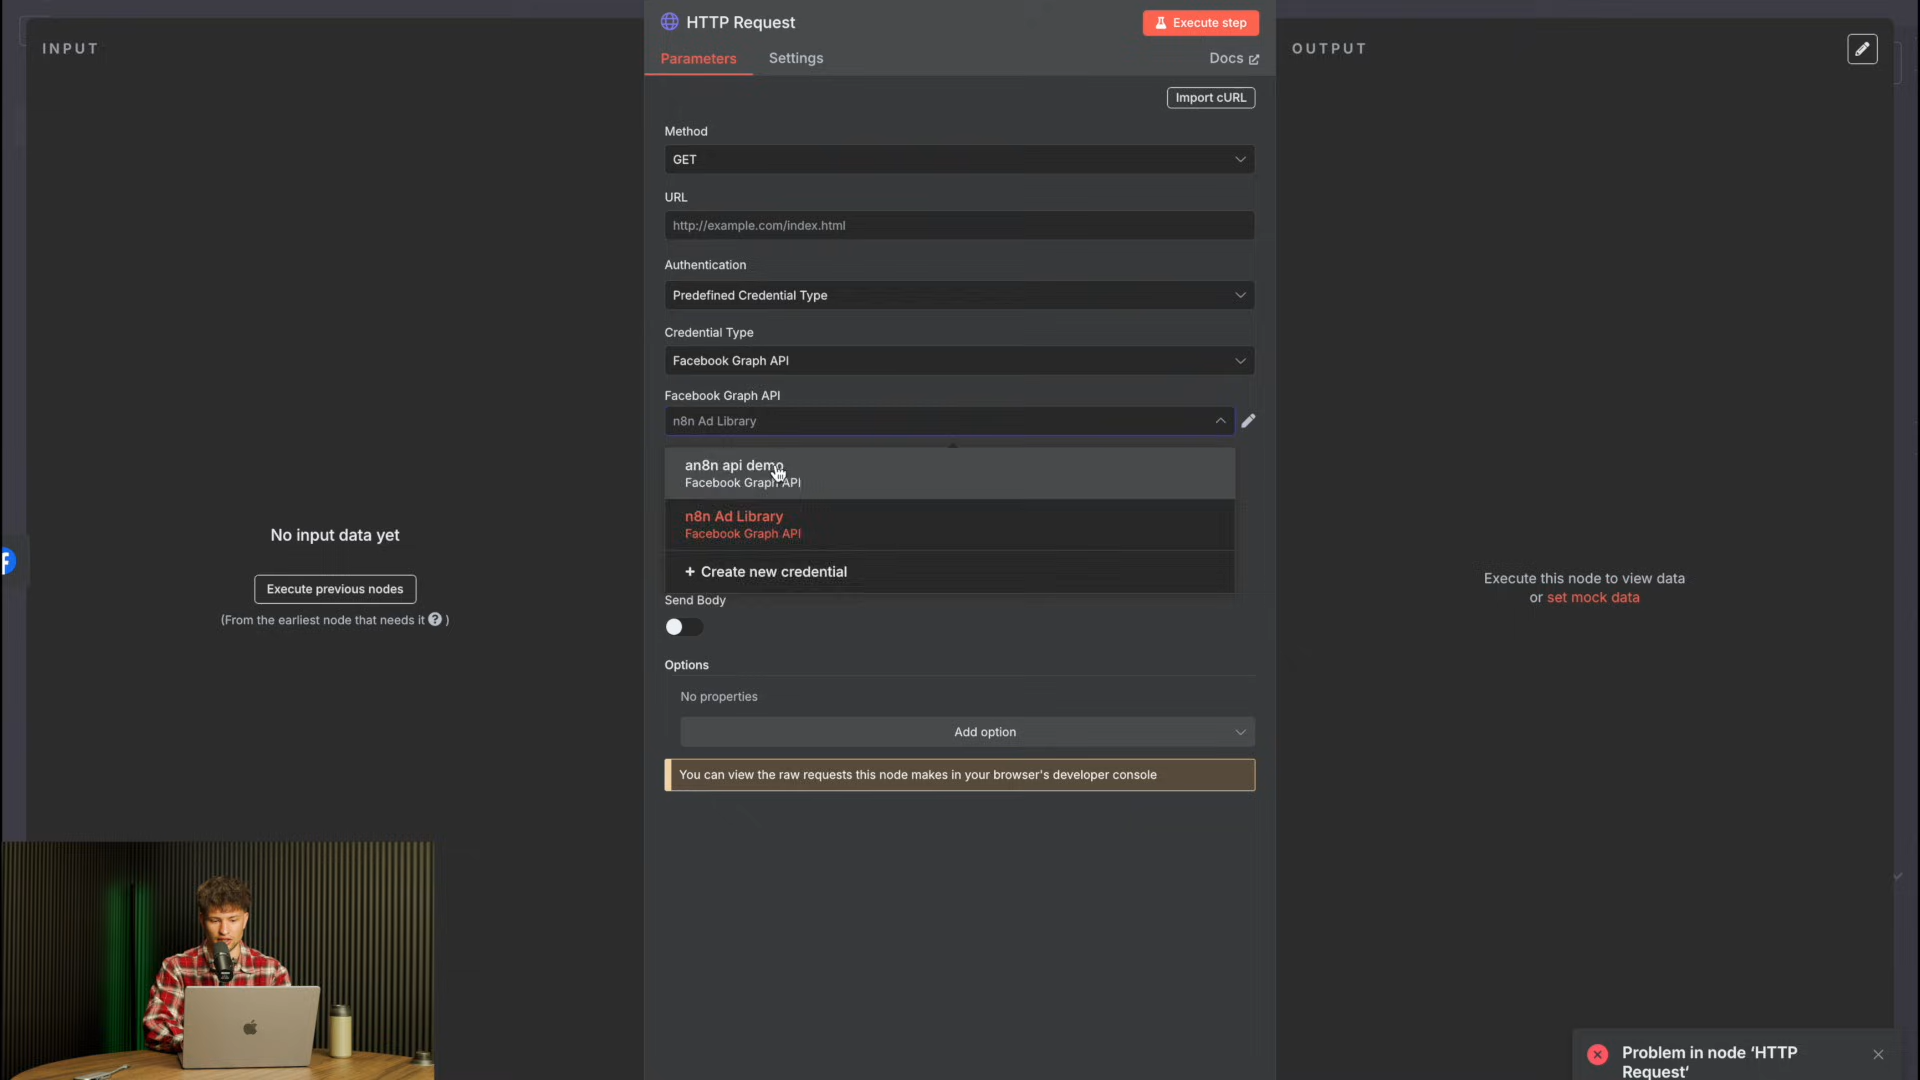 INPUT
HTTP Request
Execute step
OUTPUT
Parameters
Settings
Docs
Import cURL
Method
GET
URL
http://example.com/index.html
Authentication
Predefined Credential Type
Credential Type
Facebook Graph API
Facebook Graph API
n8n Ad Library
an8n api demo
Facebook Graph API
n8n Ad Library
Facebook Graph API
+ Create new credential
Send Body
Options
No properties
Add option
You can view the raw requests this node makes in your browser's developer console
No input data yet
Execute previous nodes
(From the earliest node that needs it ? )
Execute this node to view data
or set mock data
Problem in node ‘HTTP
Request‘